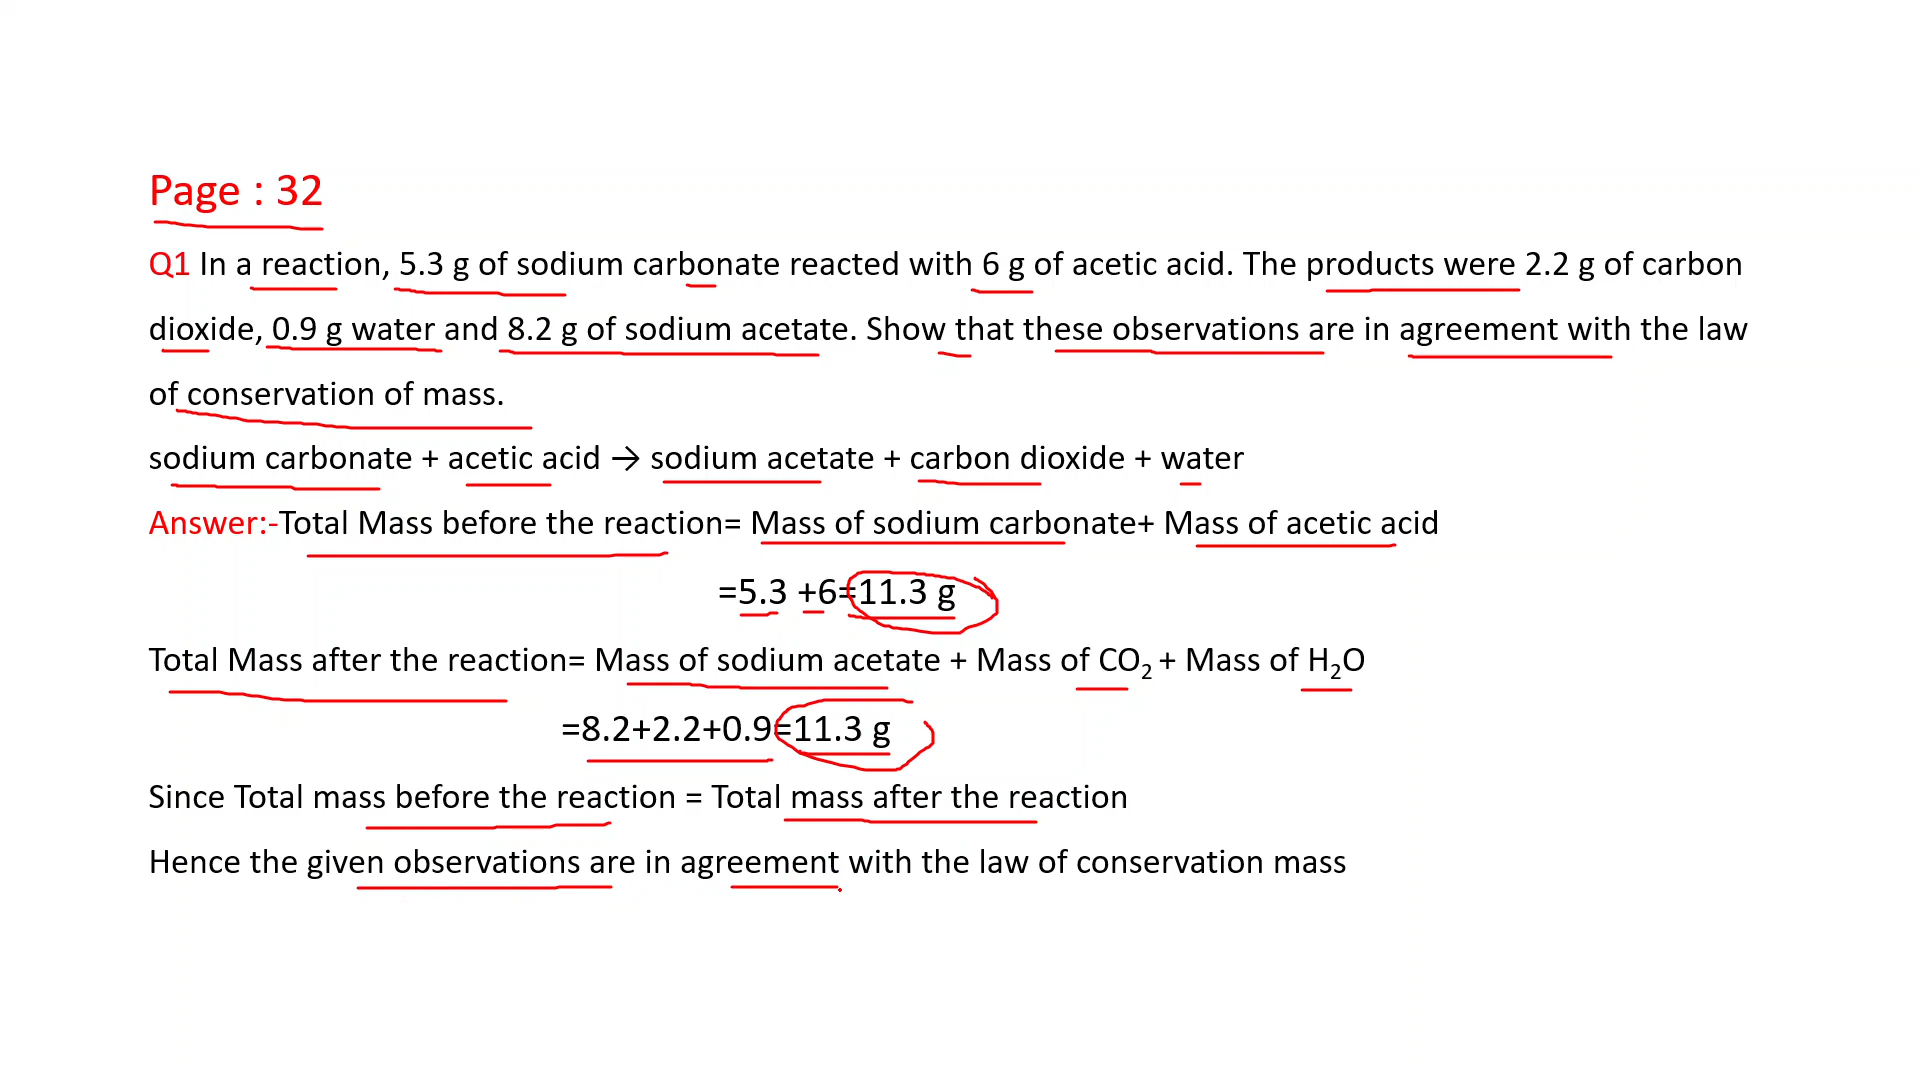 Page : 32
Q1 In a reaction, 5.3 g of sodium carbonate reacted with 6 g of acetic acid. The products were 2.2 g of carbon
dioxide, 0.9 g water and 8.2 g of sodium acetate. Show that these observations are in agreement with the law
of conservation of mass.
sodium carbonate + acetic acid → sodium acetate + carbon dioxide + water
Answer:-Total Mass before the reaction= Mass of sodium carbonate+ Mass of acetic acid
=5.3 +6=11.3 g
Total Mass after the reaction= Mass of sodium acetate + Mass of CO₂ + Mass of H₂O
=8.2+2.2+0.9=11.3 g
Since Total mass before the reaction = Total mass after the reaction
Hence the given observations are in agreement with the law of conservation mass